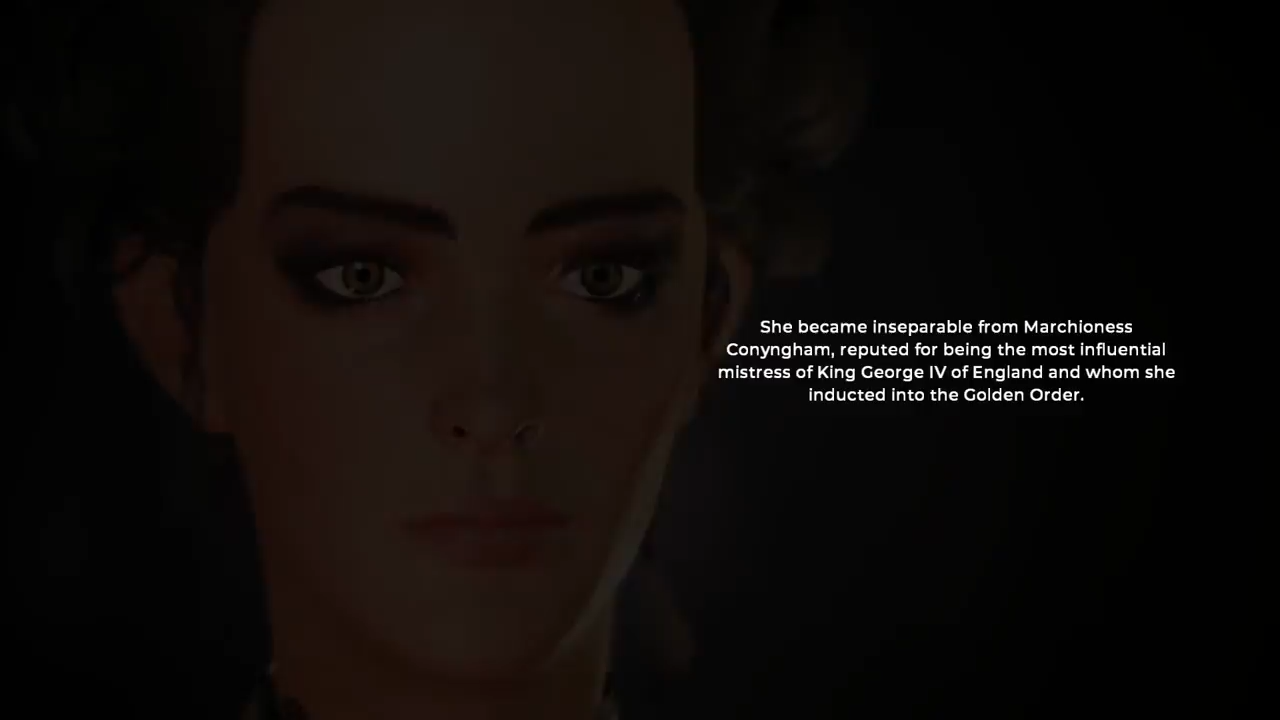 She became inseparable from Marchioness
Conyngham, reputed for being the most influential
mistress of King George IV of England and whom she
inducted into the Golden Order.